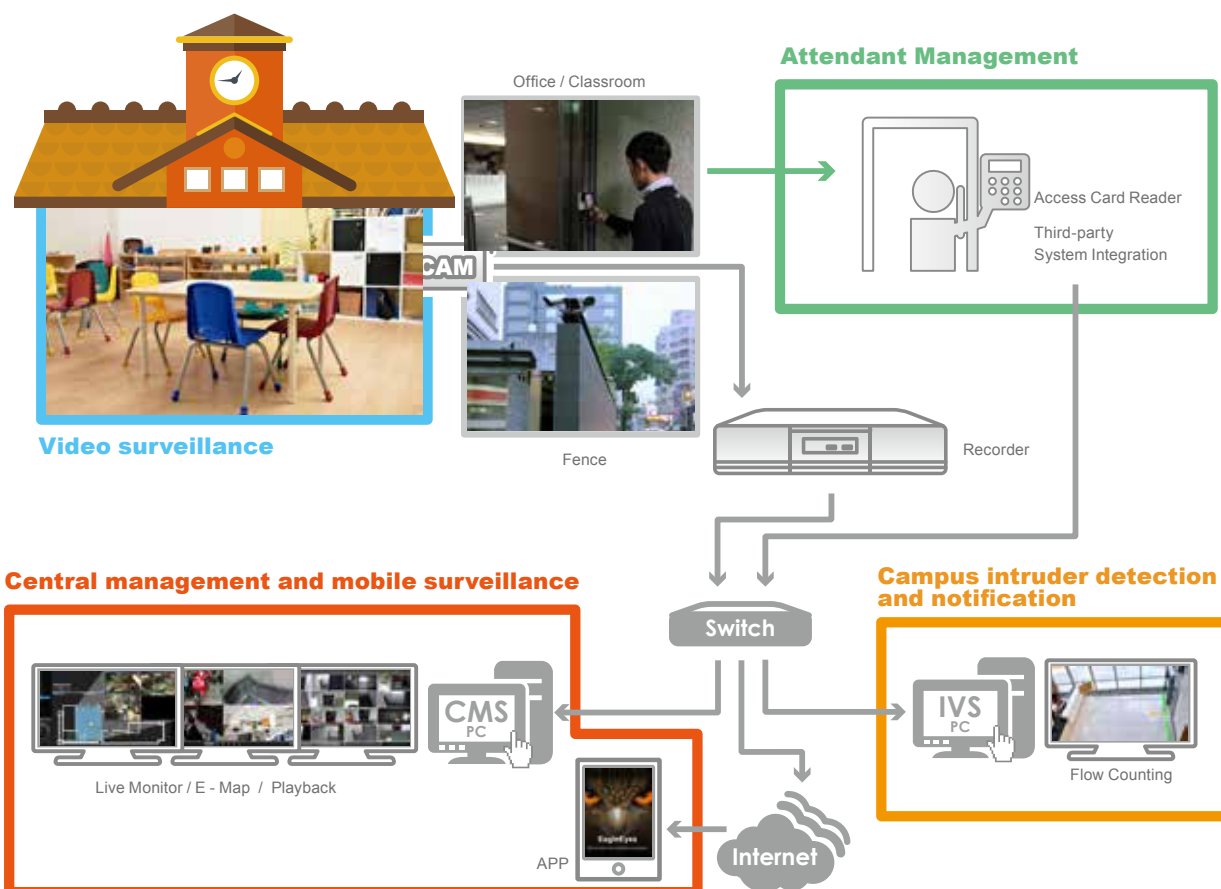 Attendant Management
Office / Classroom
Access Card Reader
Third-party
System Integration
CAM
Video surveillance
Fence
Recorder
Central management and mobile surveillance
Campus intruder detection
and notification
Switch
CMS
PC
IVS
PC
Live Monitor / E - Map / Playback
Flow Counting
EagleEyes
APP
Internet